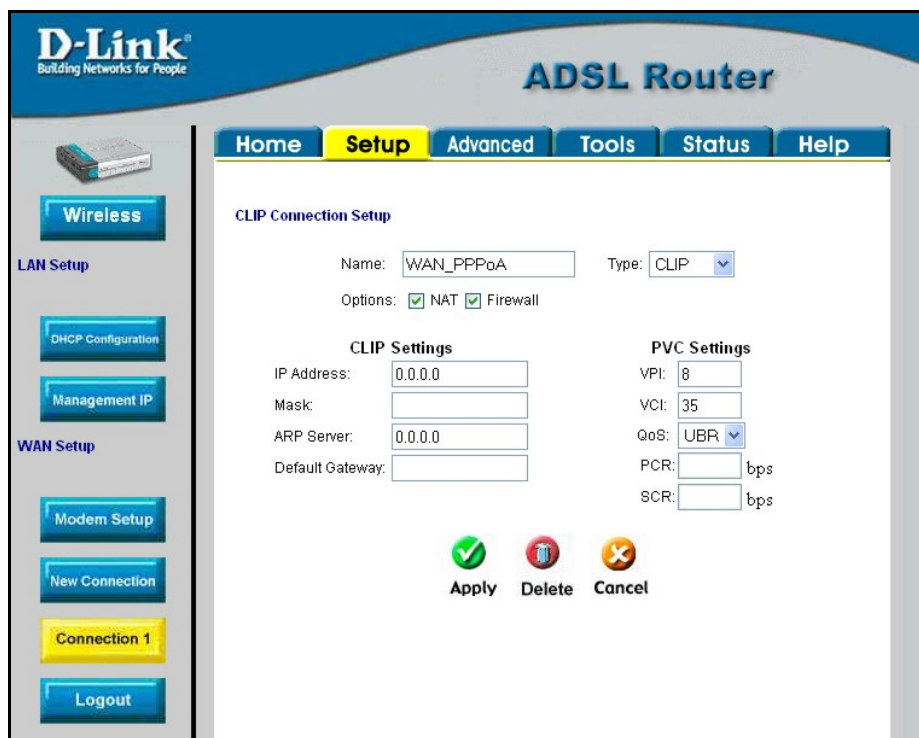 D-Link®
Building Networks for People
ADSL Router
Home Setup Advanced Tools Status Help
Wireless
LAN Setup
DHCP Configuration
Management IP
WAN Setup
Modem Setup
New Connection
Connection 1
Logout
CLIP Connection Setup
Name: WAN_PPPoA Type: CLIP
Options: NAT Firewall
CLIP Settings PVC Settings
IP Address: 0.0.0.0 VPI: 8
Mask: VCI: 35
ARP Server: 0.0.0.0 QoS: UBR
Default Gateway: PCR: bps
SCR: bps
Apply Delete Cancel